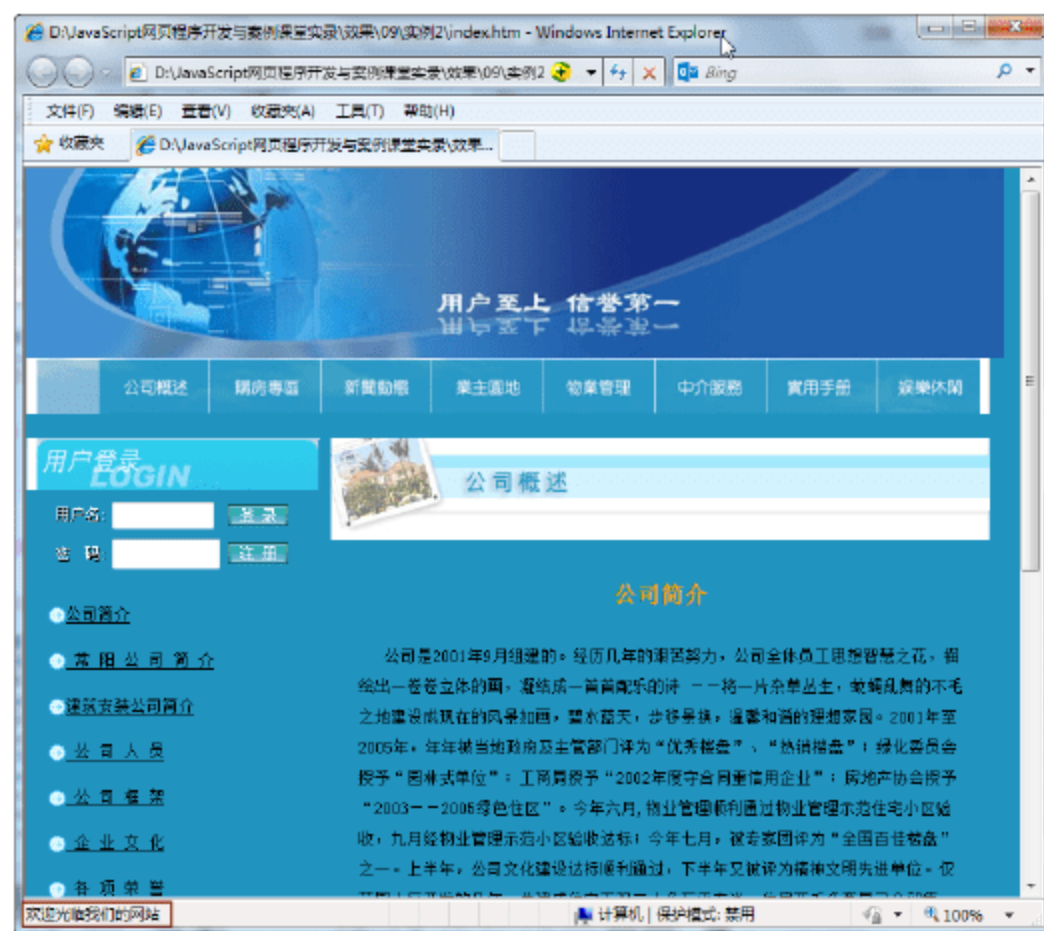 D:\JavaScript网页程序开发与案例课堂实录\效果\09\实例2\index.htm - Windows Internet Explorer
D:\JavaScript网页程序开发与案例课堂实录\效果\09\实例2
Bing
文件(F) 编辑(E) 查看(V) 收藏夹(A) 工具(T) 帮助(H)
收藏夹 D:\JavaScript网页程序开发与案例课堂实录\效果...
用户至上 信誉第一
公司概述 購房專區 新聞動態 業主園地 物業管理 中介服務 實用手冊 娛樂休閑
用户登录
LOGIN...
公司概述
用户名: 登 录
密 码: 注 册
公司简介
公司简介
常 阳 公 司 简 介
建筑安装公司简介
公 司 人 员
公 司 框 架
企 业 文 化
各 项 荣 誉
公司是2001年9月组建的。经历几年的艰苦努力，公司全体员工思想智慧之花，描
绘出一卷卷立体的画，凝结成一首首配乐的诗 －－将一片杂草丛生，蚊蝇乱舞的不毛
之地建设成现在的风景如画，碧水蓝天，步移景换，温馨和谐的理想家园。2001年至
2005年，年年被当地政府及主管部门评为“优秀楼盘”、“热销楼盘”；绿化委员会
授予“园林式单位”；工商局授予“2002年度守合同重信用企业”；房地产协会授予
“2003－－2005绿色住区”。今年六月,物业管理顺利通过物业管理示范住宅小区验
收，九月经物业管理示范小区验收达标；今年七月，被专家团评为“全国百佳楼盘”
之一。上半年，公司文化建设达标顺利通过，下半年又被评为精神文明先进单位。仅
欢迎光临我们的网站
计算机 | 保护模式: 禁用
100%